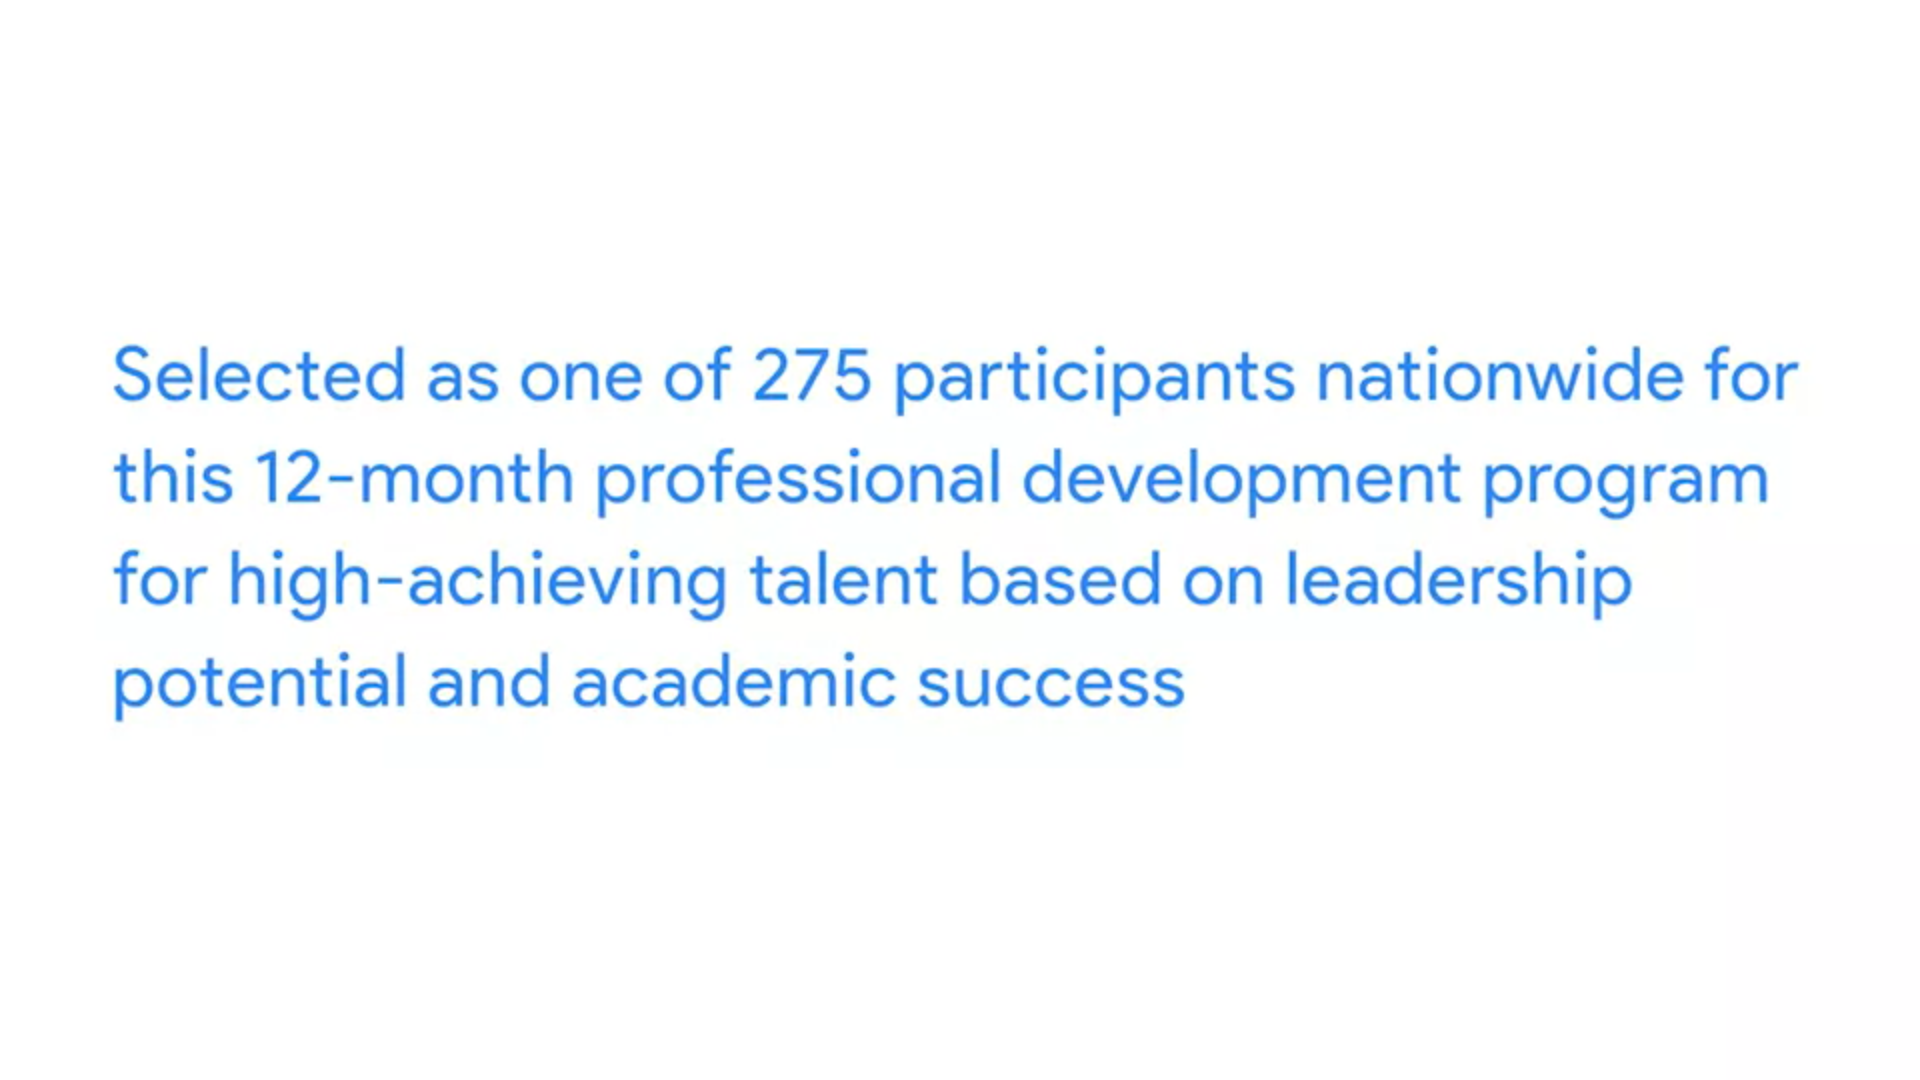 Selected as one of 275 participants nationwide for
this 12-month professional development program
for high-achieving talent based on leadership
potential and academic success